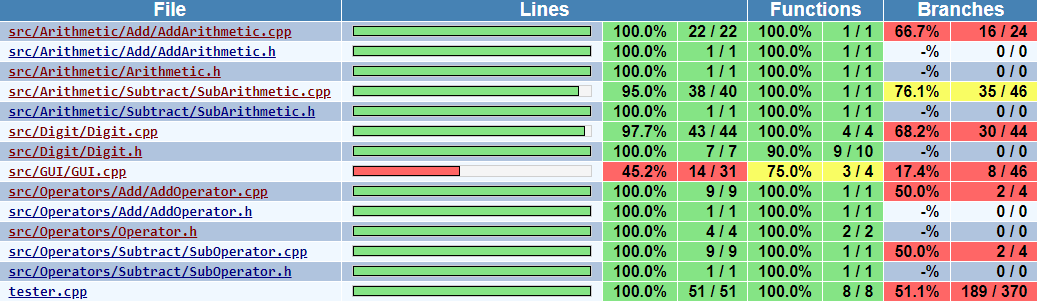 File Lines Functions Branches
src/Arithmetic/Add/AddArithmetic.cpp 100.0% 22 / 22 100.0% 1 / 1 66.7% 16 / 24
src/Arithmetic/Add/AddArithmetic.h 100.0% 1 / 1 100.0% 1 / 1 -% 0 / 0
src/Arithmetic/Arithmetic.h 100.0% 1 / 1 100.0% 1 / 1 -% 0 / 0
src/Arithmetic/Subtract/SubArithmetic.cpp 95.0% 38 / 40 100.0% 1 / 1 76.1% 35 / 46
src/Arithmetic/Subtract/SubArithmetic.h 100.0% 1 / 1 100.0% 1 / 1 -% 0 / 0
src/Digit/Digit.cpp 97.7% 43 / 44 100.0% 4 / 4 68.2% 30 / 44
src/Digit/Digit.h 100.0% 7 / 7 90.0% 9 / 10 -% 0 / 0
src/GUI/GUI.cpp 45.2% 14 / 31 75.0% 3 / 4 17.4% 8 / 46
src/Operators/Add/AddOperator.cpp 100.0% 9 / 9 100.0% 1 / 1 50.0% 2 / 4
src/Operators/Add/AddOperator.h 100.0% 1 / 1 100.0% 1 / 1 -% 0 / 0
src/Operators/Operator.h 100.0% 4 / 4 100.0% 2 / 2 -% 0 / 0
src/Operators/Subtract/SubOperator.cpp 100.0% 9 / 9 100.0% 1 / 1 50.0% 2 / 4
src/Operators/Subtract/SubOperator.h 100.0% 1 / 1 100.0% 1 / 1 -% 0 / 0
tester.cpp 100.0% 51 / 51 100.0% 8 / 8 51.1% 189 / 370